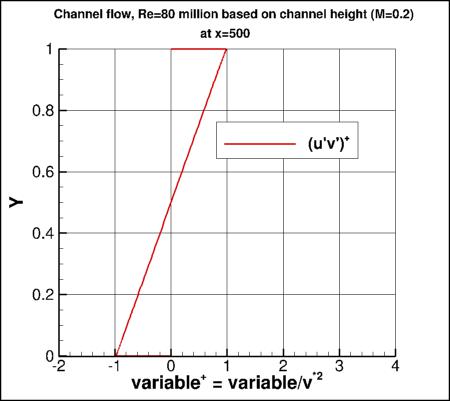 Channel flow, Re=80 million based on channel height (M=0.2)
at x=500
1
0.8
(u'v')⁺
0.6
Y
0.4
0.2
0
-2 -1 0 1 2 3 4
variable⁺ = variable/v*²